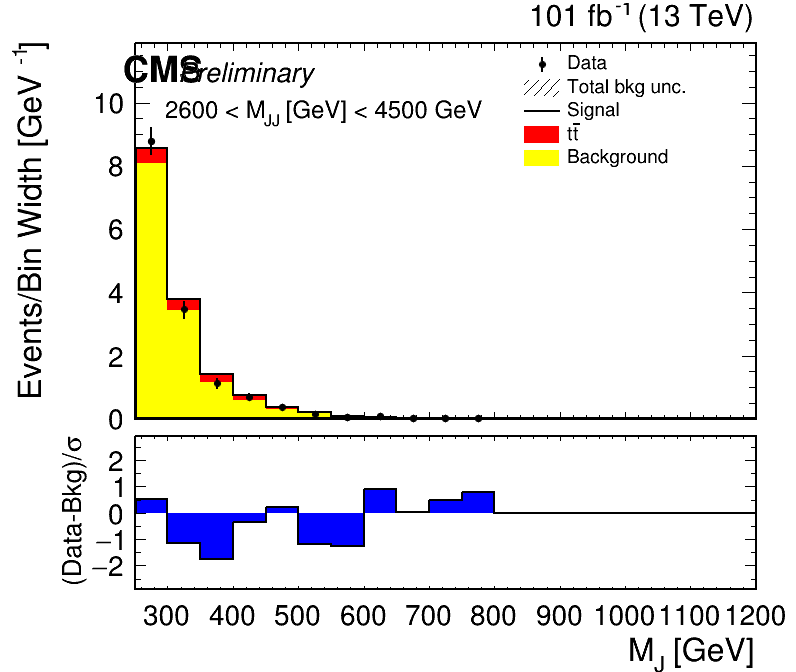 101 fb⁻¹ (13 TeV)
CMS Preliminary
2600 < M_JJ [GeV] < 4500 GeV
Data
Total bkg unc.
Signal
tt̄
Background
Events/Bin Width [GeV⁻¹]
10
8
6
4
2
0
(Data-Bkg)/σ
2
1
0
−1
−2
300 400 500 600 700 800 900 1000 1100 1200
M_J [GeV]